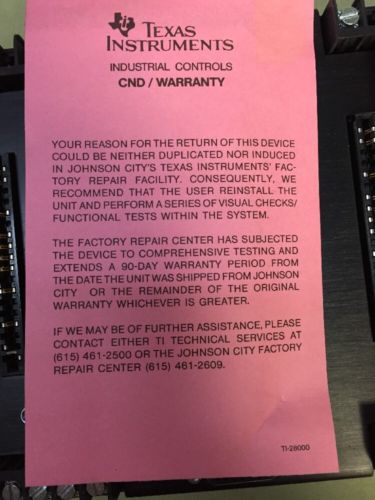 TEXAS
INSTRUMENTS
INDUSTRIAL CONTROLS
CND / WARRANTY
YOUR REASON FOR THE RETURN OF THIS DEVICE
COULD BE NEITHER DUPLICATED NOR INDUCED
IN JOHNSON CITY'S TEXAS INSTRUMENTS' FAC-
TORY REPAIR FACILITY. CONSEQUENTLY, WE
RECOMMEND THAT THE USER REINSTALL THE
UNIT AND PERFORM A SERIES OF VISUAL CHECKS/
FUNCTIONAL TESTS WITHIN THE SYSTEM.
THE FACTORY REPAIR CENTER HAS SUBJECTED
THE DEVICE TO COMPREHENSIVE TESTING AND
EXTENDS A 90-DAY WARRANTY PERIOD FROM
THE DATE THE UNIT WAS SHIPPED FROM JOHNSON
CITY OR THE REMAINDER OF THE ORIGINAL
WARRANTY WHICHEVER IS GREATER.
IF WE MAY BE OF FURTHER ASSISTANCE, PLEASE
CONTACT EITHER TI TECHNICAL SERVICES AT
(615) 461-2500 OR THE JOHNSON CITY FACTORY
REPAIR CENTER (615) 461-2609.
TI-28000